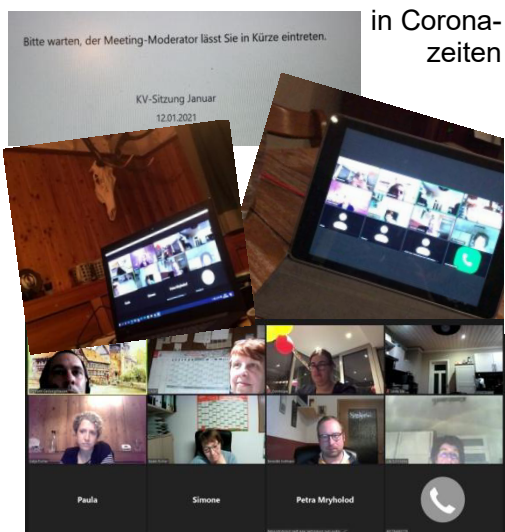 in Corona-
zeiten
Bitte warten, der Meeting-Moderator lässt Sie in Kürze eintreten.
KV-Sitzung Januar
12.01.2021
Paula
Simone
Petra Mryholod